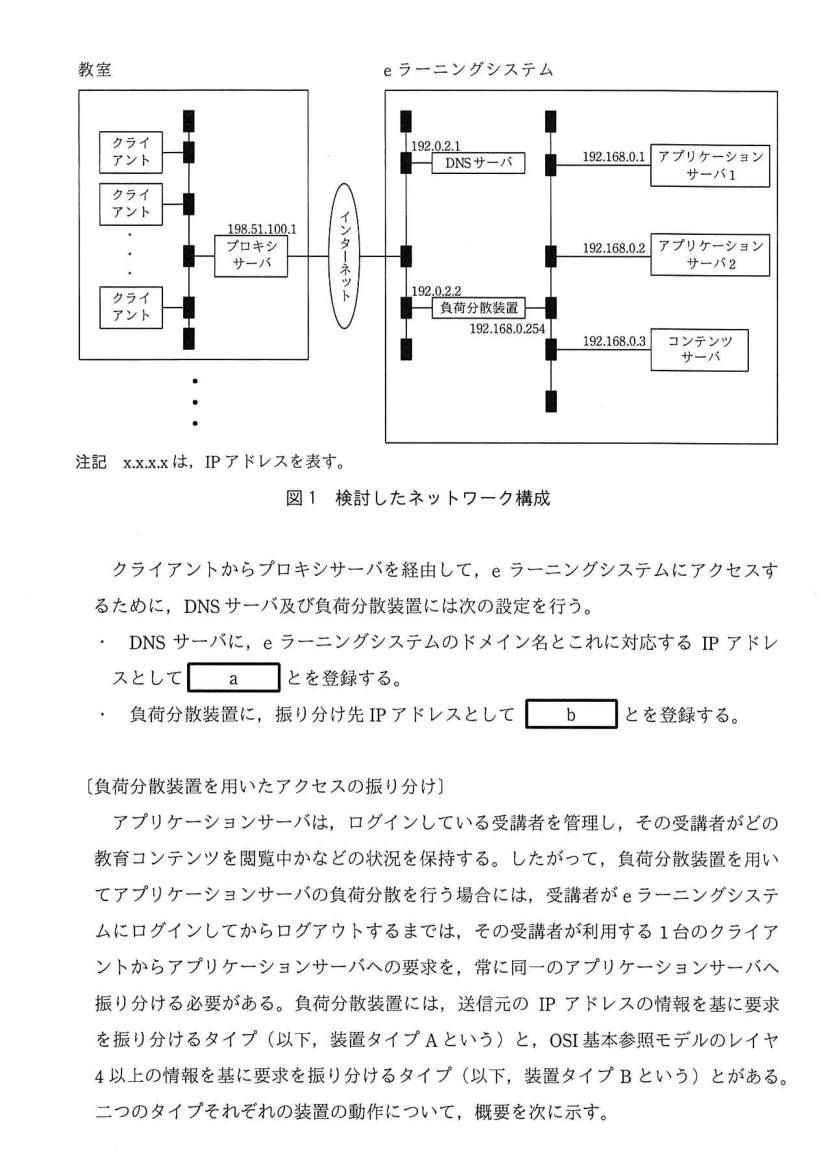 教室
eラーニングシステム
クライ
アント
クライ
アント
・
・
・
クライ
アント
198.51.100.1
プロキシ
サーバ
インターネット
192.0.2.1
DNSサーバ
192.0.2.2
負荷分散装置
192.168.0.254
192.168.0.1
アプリケーション
サーバ1
192.168.0.2
アプリケーション
サーバ2
192.168.0.3
コンテンツ
サーバ
注記 x.x.x.xは，IPアドレスを表す。
図1 検討したネットワーク構成
クライアントからプロキシサーバを経由して，eラーニングシステムにアクセスす
るために，DNSサーバ及び負荷分散装置には次の設定を行う。
・ DNSサーバに，eラーニングシステムのドメイン名とこれに対応するIPアドレ
スとして a とを登録する。
・ 負荷分散装置に，振り分け先IPアドレスとして b とを登録する。
〔負荷分散装置を用いたアクセスの振り分け〕
アプリケーションサーバは，ログインしている受講者を管理し，その受講者がどの
教育コンテンツを閲覧中かなどの状況を保持する。したがって，負荷分散装置を用い
てアプリケーションサーバの負荷分散を行う場合には，受講者がeラーニングシステ
ムにログインしてからログアウトするまでは，その受講者が利用する1台のクライア
ントからアプリケーションサーバへの要求を，常に同一のアプリケーションサーバへ
振り分ける必要がある。負荷分散装置には，送信元のIPアドレスの情報を基に要求
を振り分けるタイプ（以下，装置タイプAという）と，OSI基本参照モデルのレイヤ
4以上の情報を基に要求を振り分けるタイプ（以下，装置タイプBという）とがある。
二つのタイプそれぞれの装置の動作について，概要を次に示す。